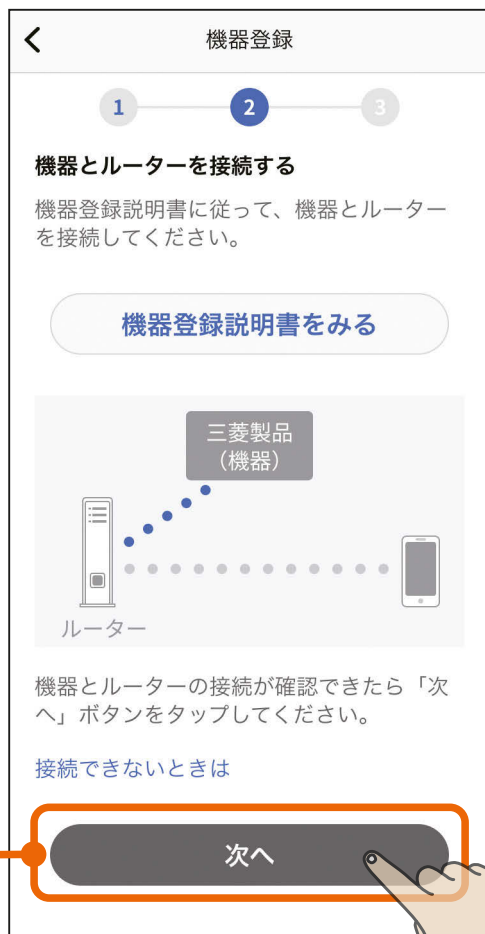 機器登録
1 2 3
機器とルーターを接続する
機器登録説明書に従って、機器とルーター
を接続してください。
機器登録説明書をみる
三菱製品
（機器）
ルーター
機器とルーターの接続が確認できたら「次
へ」ボタンをタップしてください。
接続できないときは
次へ